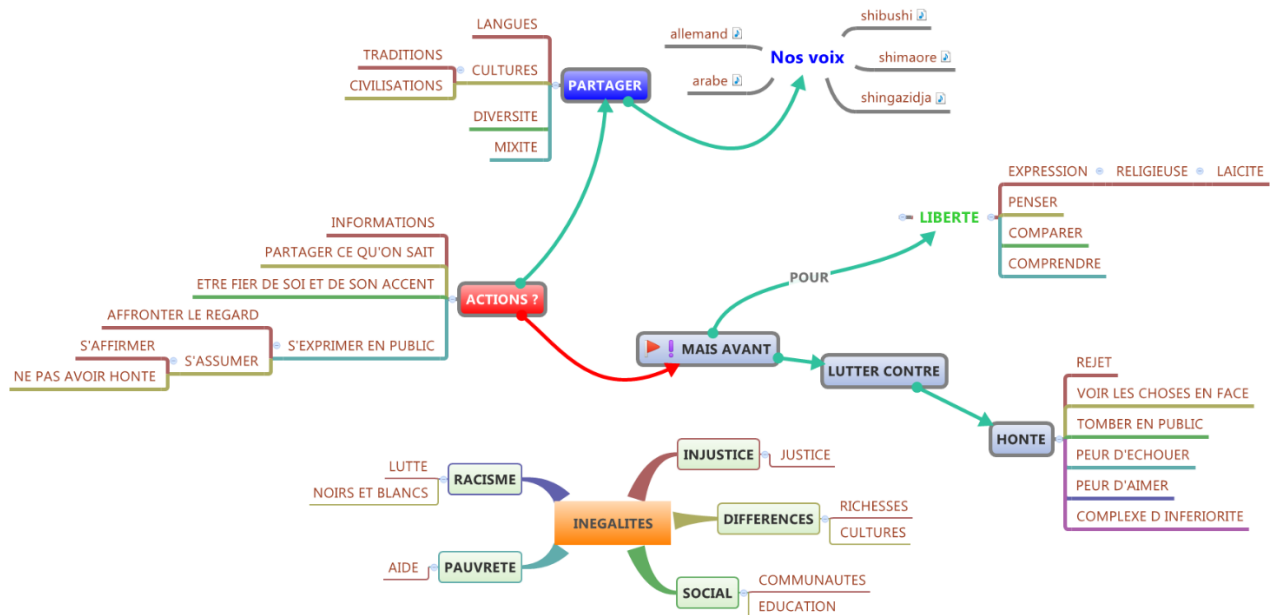 LANGUES
TRADITIONS
CULTURES
CIVILISATIONS
PARTAGER
DIVERSITE
MIXITE
allemand
arabe
Nos voix
shibushi
shimaore
shingazidja
EXPRESSION
RELIGIEUSE
LAICITE
LIBERTE
PENSER
COMPARER
COMPRENDRE
POUR
INFORMATIONS
PARTAGER CE QU'ON SAIT
ETRE FIER DE SOI ET DE SON ACCENT
ACTIONS ?
AFFRONTER LE REGARD
S'EXPRIMER EN PUBLIC
S'AFFIRMER
S'ASSUMER
NE PAS AVOIR HONTE
! MAIS AVANT
LUTTER CONTRE
HONTE
REJET
VOIR LES CHOSES EN FACE
TOMBER EN PUBLIC
PEUR D'ECHOUER
PEUR D'AIMER
COMPLEXE D INFERIORITE
INEGALITES
RACISME
LUTTE
NOIRS ET BLANCS
PAUVRETE
AIDE
INJUSTICE
JUSTICE
DIFFERENCES
RICHESSES
CULTURES
SOCIAL
COMMUNAUTES
EDUCATION